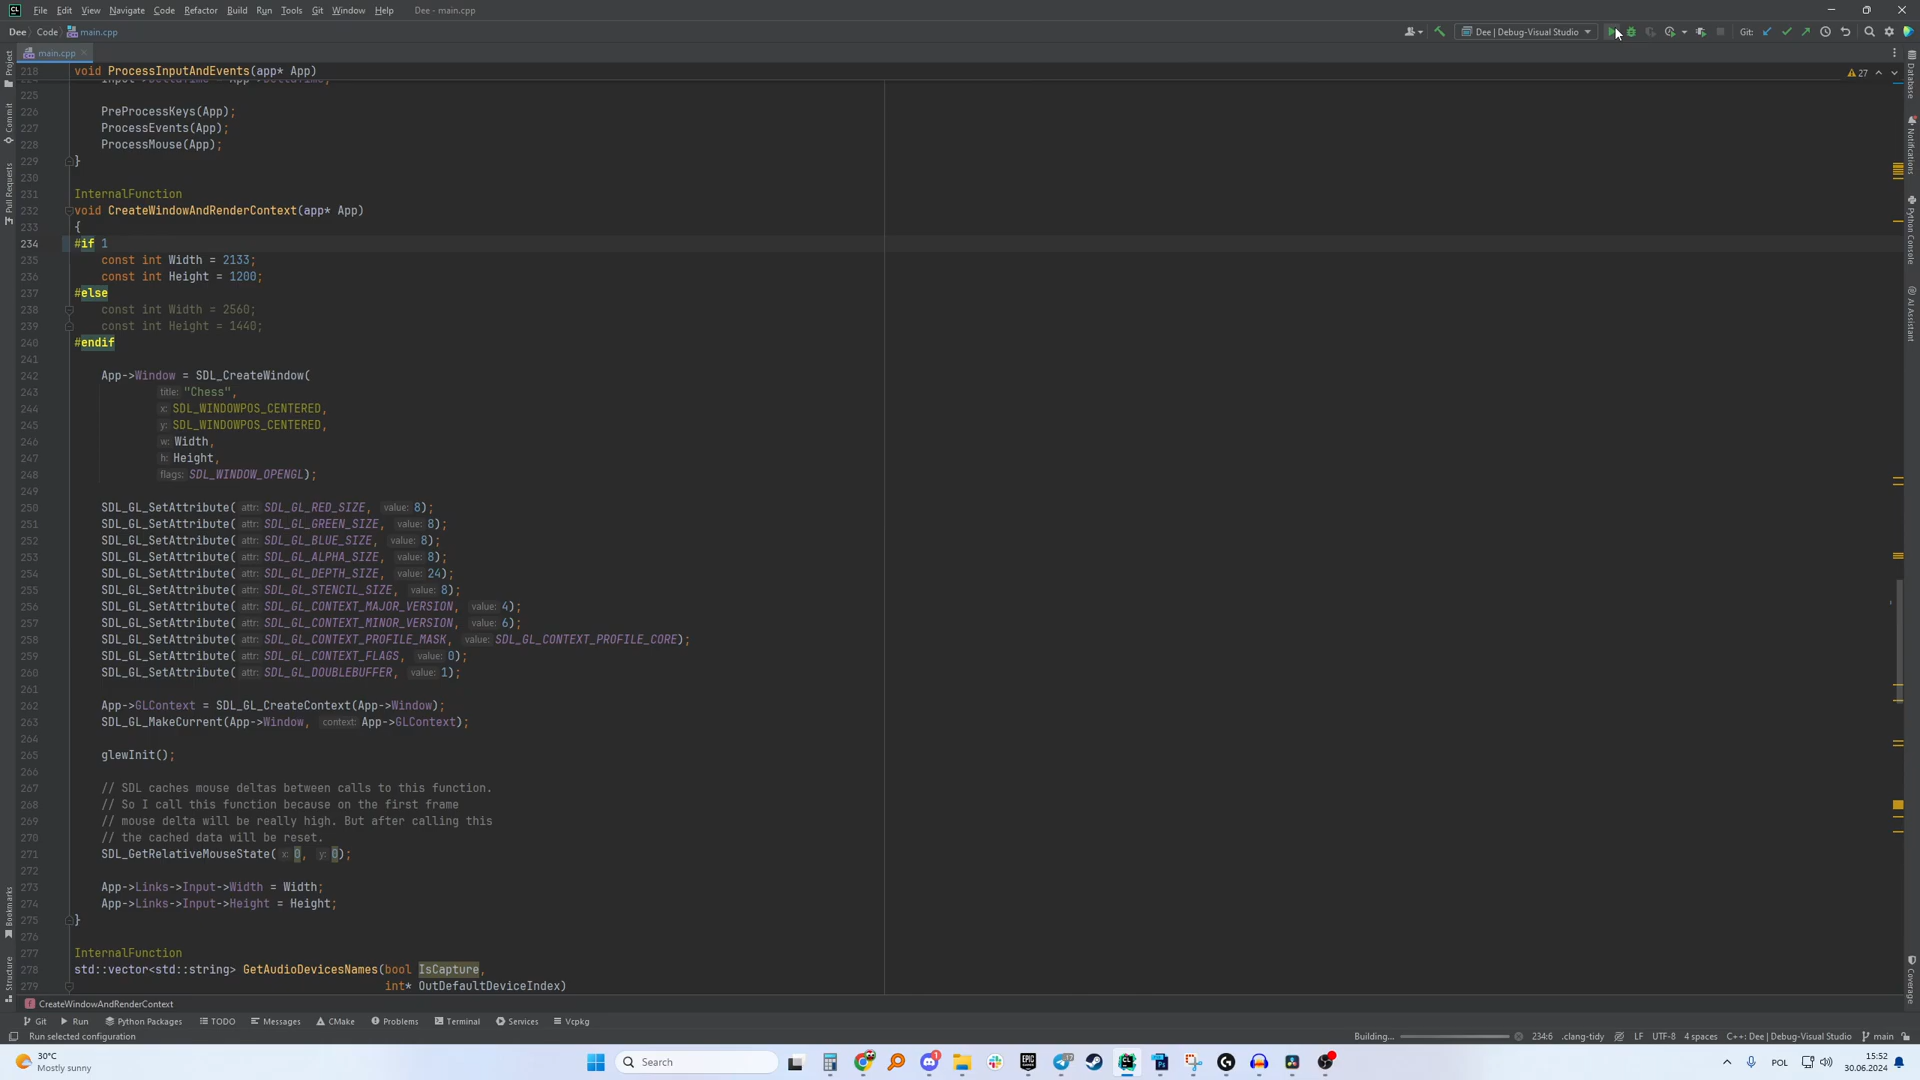 File Edit View Navigate Code Refactor Build Run Tools Git Window Help Dee - main.cpp
Dee Code main.cpp Dee | Debug-Visual Studio Git:
main.cpp
218 void ProcessInputAndEvents(app* App)
27
225
226 PreProcessKeys(App);
227 ProcessEvents(App);
228 ProcessMouse(App);
229 }
230
231 InternalFunction
232 void CreateWindowAndRenderContext(app* App)
233 {
234 #if 1
235 const int Width = 2133;
236 const int Height = 1200;
237 #else
238 const int Width = 2560;
239 const int Height = 1440;
240 #endif
241
242 App->Window = SDL_CreateWindow(
243 title: "Chess",
244 x: SDL_WINDOWPOS_CENTERED,
245 y: SDL_WINDOWPOS_CENTERED,
246 w: Width,
247 h: Height,
248 flags: SDL_WINDOW_OPENGL);
249
250 SDL_GL_SetAttribute( attr: SDL_GL_RED_SIZE, value: 8);
251 SDL_GL_SetAttribute( attr: SDL_GL_GREEN_SIZE, value: 8);
252 SDL_GL_SetAttribute( attr: SDL_GL_BLUE_SIZE, value: 8);
253 SDL_GL_SetAttribute( attr: SDL_GL_ALPHA_SIZE, value: 8);
254 SDL_GL_SetAttribute( attr: SDL_GL_DEPTH_SIZE, value: 24);
255 SDL_GL_SetAttribute( attr: SDL_GL_STENCIL_SIZE, value: 8);
256 SDL_GL_SetAttribute( attr: SDL_GL_CONTEXT_MAJOR_VERSION, value: 4);
257 SDL_GL_SetAttribute( attr: SDL_GL_CONTEXT_MINOR_VERSION, value: 6);
258 SDL_GL_SetAttribute( attr: SDL_GL_CONTEXT_PROFILE_MASK, value: SDL_GL_CONTEXT_PROFILE_CORE);
259 SDL_GL_SetAttribute( attr: SDL_GL_CONTEXT_FLAGS, value: 0);
260 SDL_GL_SetAttribute( attr: SDL_GL_DOUBLEBUFFER, value: 1);
261
262 App->GLContext = SDL_GL_CreateContext(App->Window);
263 SDL_GL_MakeCurrent(App->Window, context: App->GLContext);
264
265 glewInit();
266
267 // SDL caches mouse deltas between calls to this function.
268 // So I call this function because on the first frame
269 // mouse delta will be really high. But after calling this
270 // the cached data will be reset.
271 SDL_GetRelativeMouseState( x: 0, y: 0);
272
273 App->Links->Input->Width = Width;
274 App->Links->Input->Height = Height;
275 }
276
277 InternalFunction
278 std::vector<std::string> GetAudioDevicesNames(bool IsCapture,
279 int* OutDefaultDeviceIndex)
Project
Commit
Pull Requests
Bookmarks
Structure
Database
Notifications
Python Console
AI Assistant
Coverage
CreateWindowAndRenderContext
Git Run Python Packages TODO Messages CMake Problems Terminal Services Vcpkg
Run selected configuration Building... 234:6 .clang-tidy LF UTF-8 4 spaces C++: Dee | Debug-Visual Studio main
30°C
Mostly sunny
Search
POL
15:52
30.06.2024